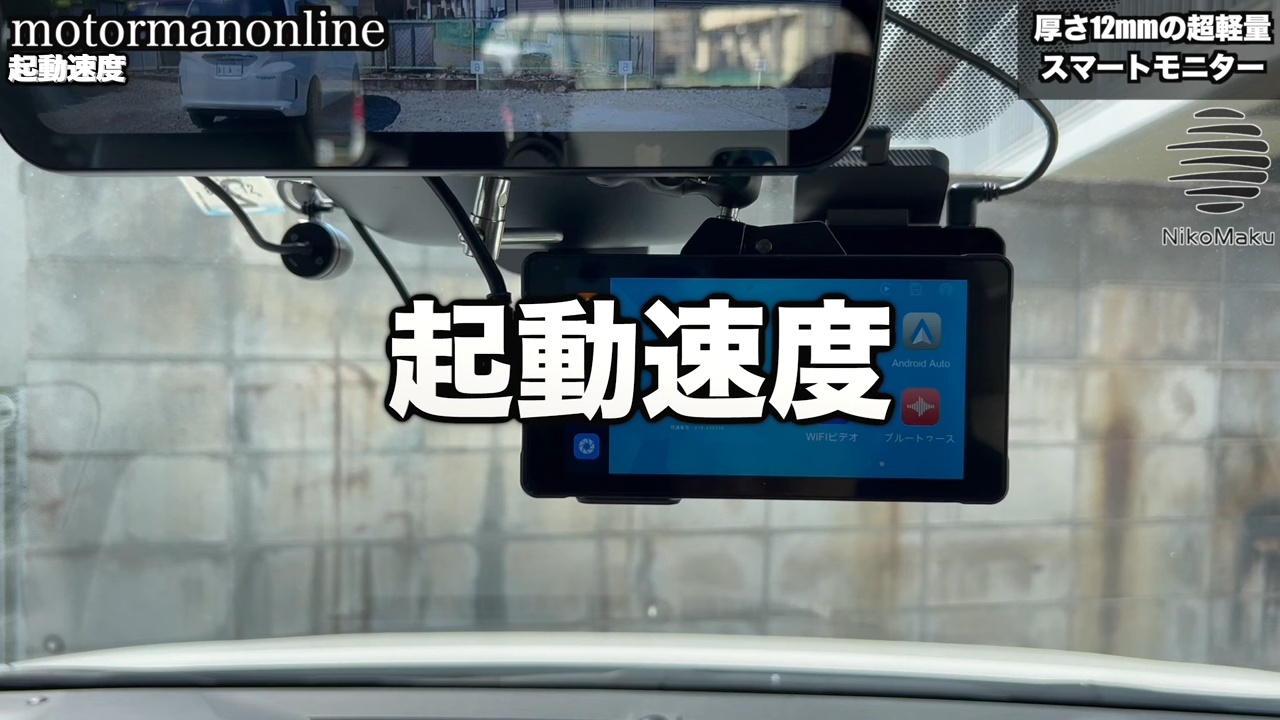 motormanonline
起動速度
厚さ12mmの超軽量
スマートモニター
NikoMaku
起動速度
Android Auto
WIFIビデオ
ブルートゥース